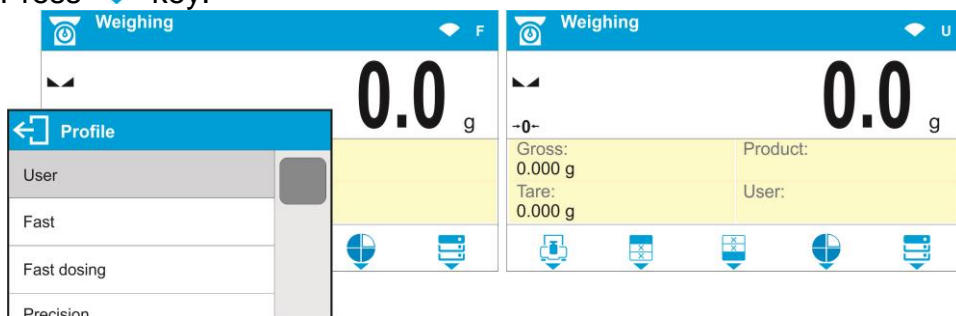 key.
Weighing F
0.0 g
Profile
User
Fast
Fast dosing
Precision
Weighing U
→0←
0.0 g
Gross: Product:
0.000 g
Tare: User:
0.000 g